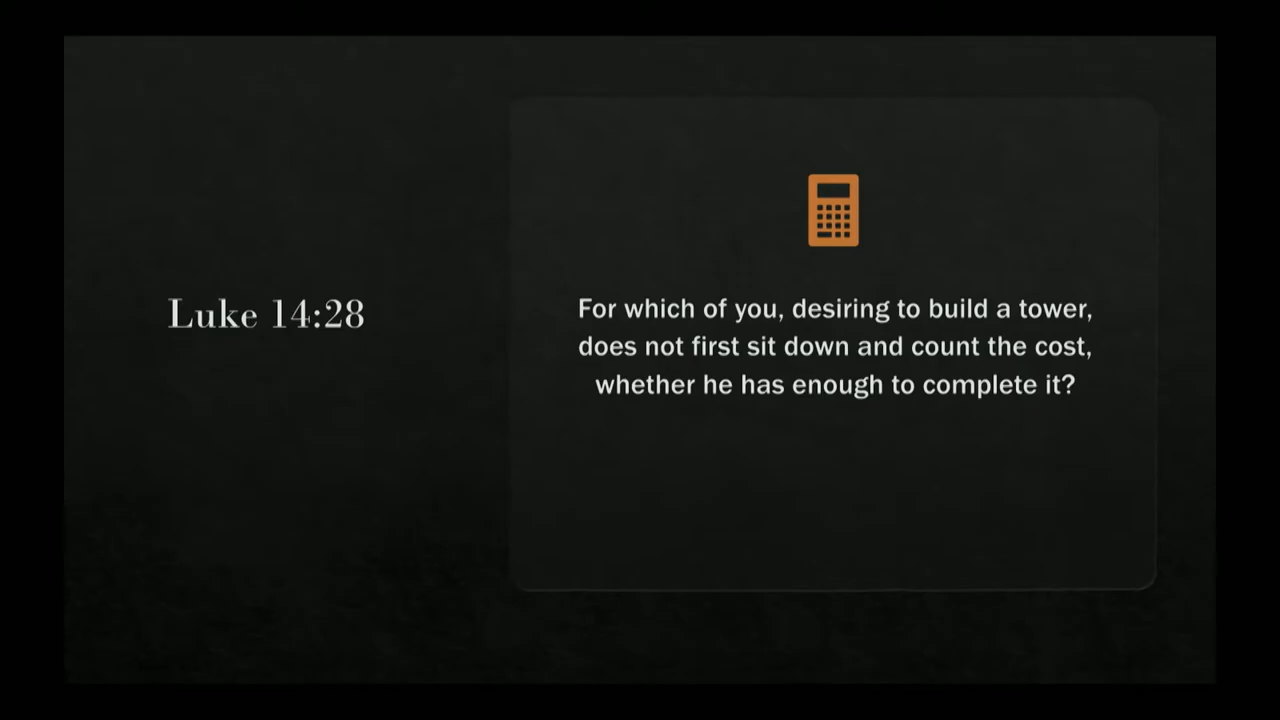 Luke 14:28
For which of you, desiring to build a tower,
does not first sit down and count the cost,
whether he has enough to complete it?